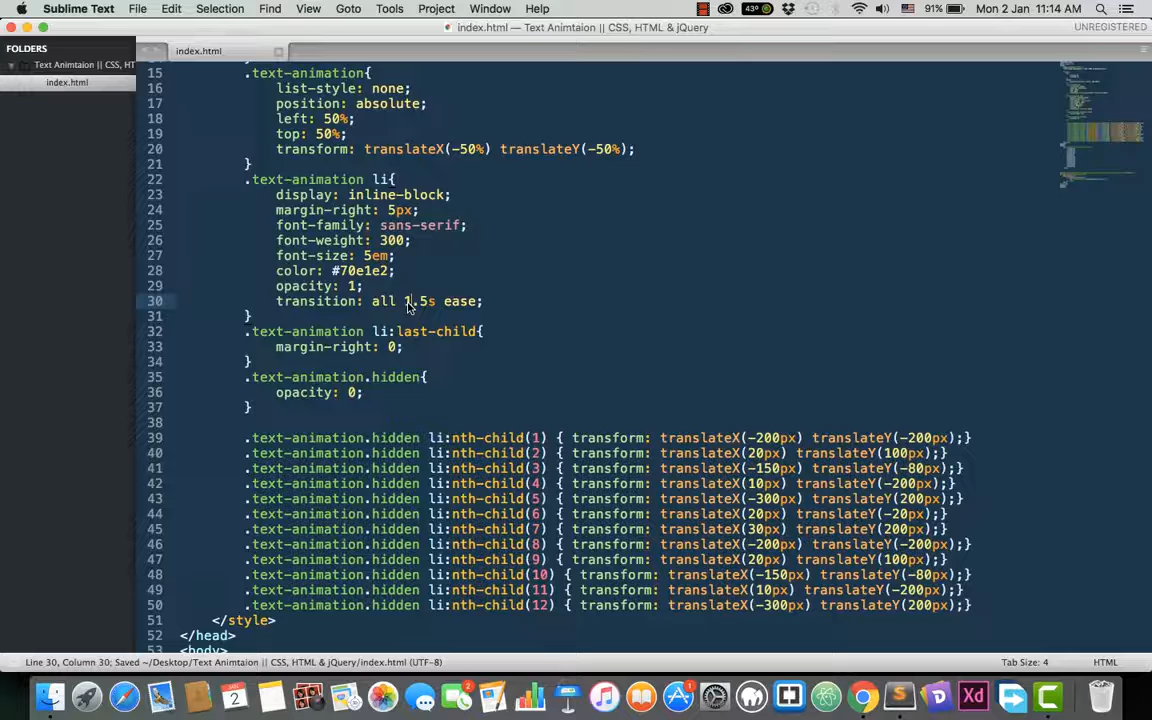 Sublime Text File Edit Selection Find View Goto Tools Project Window Help 43° 91% Mon 2 Jan 11:14 AM
index.html — Text Animtaion || CSS, HTML & jQuery UNREGISTERED
FOLDERS
Text Animtaion || CSS, HT
index.html
index.html
15 .text-animation{
16 list-style: none;
17 position: absolute;
18 left: 50%;
19 top: 50%;
20 transform: translateX(-50%) translateY(-50%);
21 }
22 .text-animation li{
23 display: inline-block;
24 margin-right: 5px;
25 font-family: sans-serif;
26 font-weight: 300;
27 font-size: 5em;
28 color: #70e1e2;
29 opacity: 1;
30 transition: all 1.5s ease;
31 }
32 .text-animation li:last-child{
33 margin-right: 0;
34 }
35 .text-animation.hidden{
36 opacity: 0;
37 }
38
39 .text-animation.hidden li:nth-child(1) { transform: translateX(-200px) translateY(-200px);}
40 .text-animation.hidden li:nth-child(2) { transform: translateX(20px) translateY(100px);}
41 .text-animation.hidden li:nth-child(3) { transform: translateX(-150px) translateY(-80px);}
42 .text-animation.hidden li:nth-child(4) { transform: translateX(10px) translateY(-200px);}
43 .text-animation.hidden li:nth-child(5) { transform: translateX(-300px) translateY(200px);}
44 .text-animation.hidden li:nth-child(6) { transform: translateX(20px) translateY(-20px);}
45 .text-animation.hidden li:nth-child(7) { transform: translateX(30px) translateY(200px);}
46 .text-animation.hidden li:nth-child(8) { transform: translateX(-200px) translateY(-200px);}
47 .text-animation.hidden li:nth-child(9) { transform: translateX(20px) translateY(100px);}
48 .text-animation.hidden li:nth-child(10) { transform: translateX(-150px) translateY(-80px);}
49 .text-animation.hidden li:nth-child(11) { transform: translateX(10px) translateY(-200px);}
50 .text-animation.hidden li:nth-child(12) { transform: translateX(-300px) translateY(200px);}
51 </style>
52 </head>
53 <body>
Line 30, Column 30; Saved ~/Desktop/Text Animtaion || CSS, HTML & jQuery/index.html (UTF-8) Tab Size: 4 HTML
2 2 1 Xd